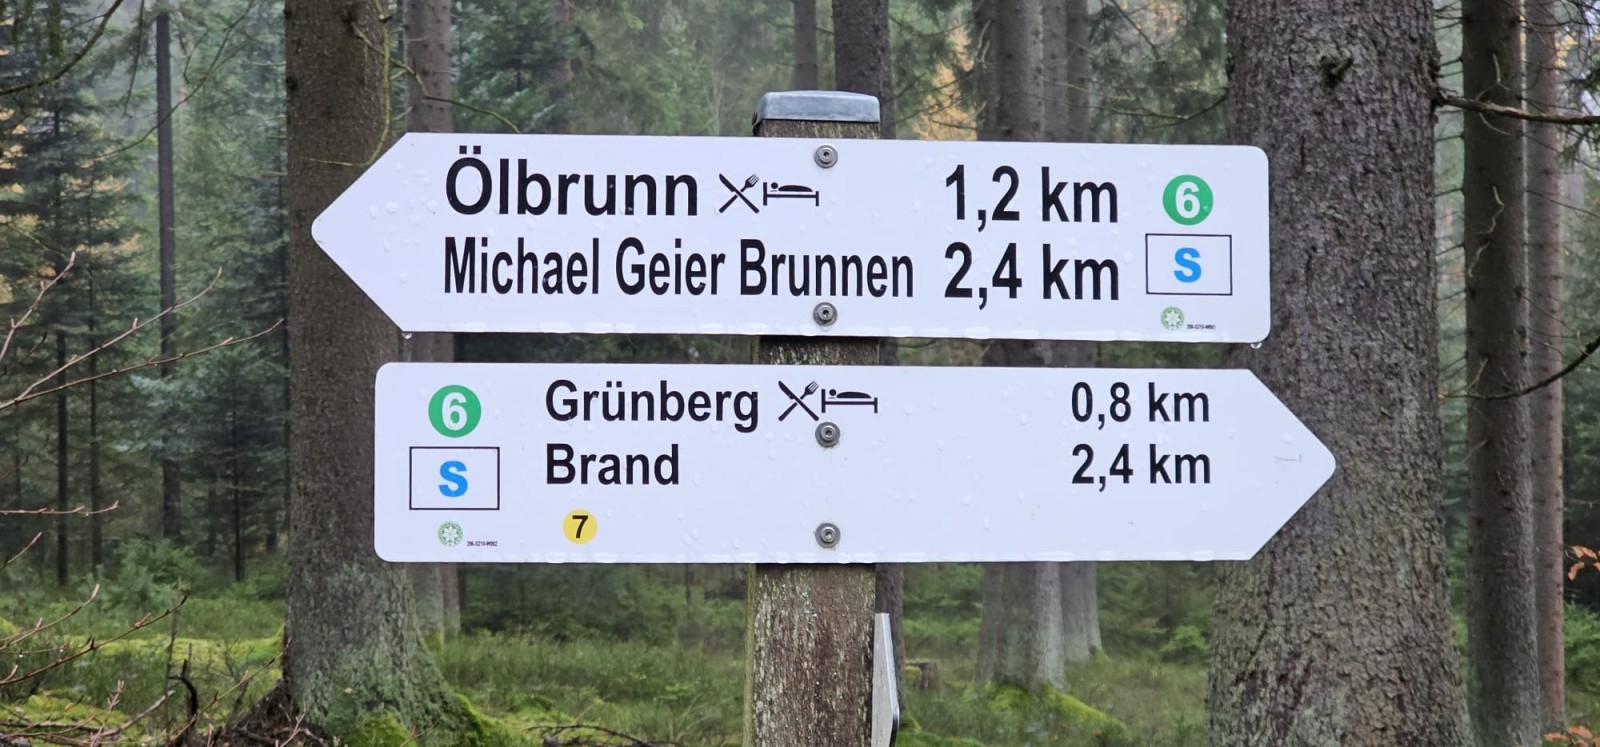 Ölbrunn 1,2 km 6
Michael Geier Brunnen 2,4 km S
6 Grünberg 0,8 km
S Brand 2,4 km
7